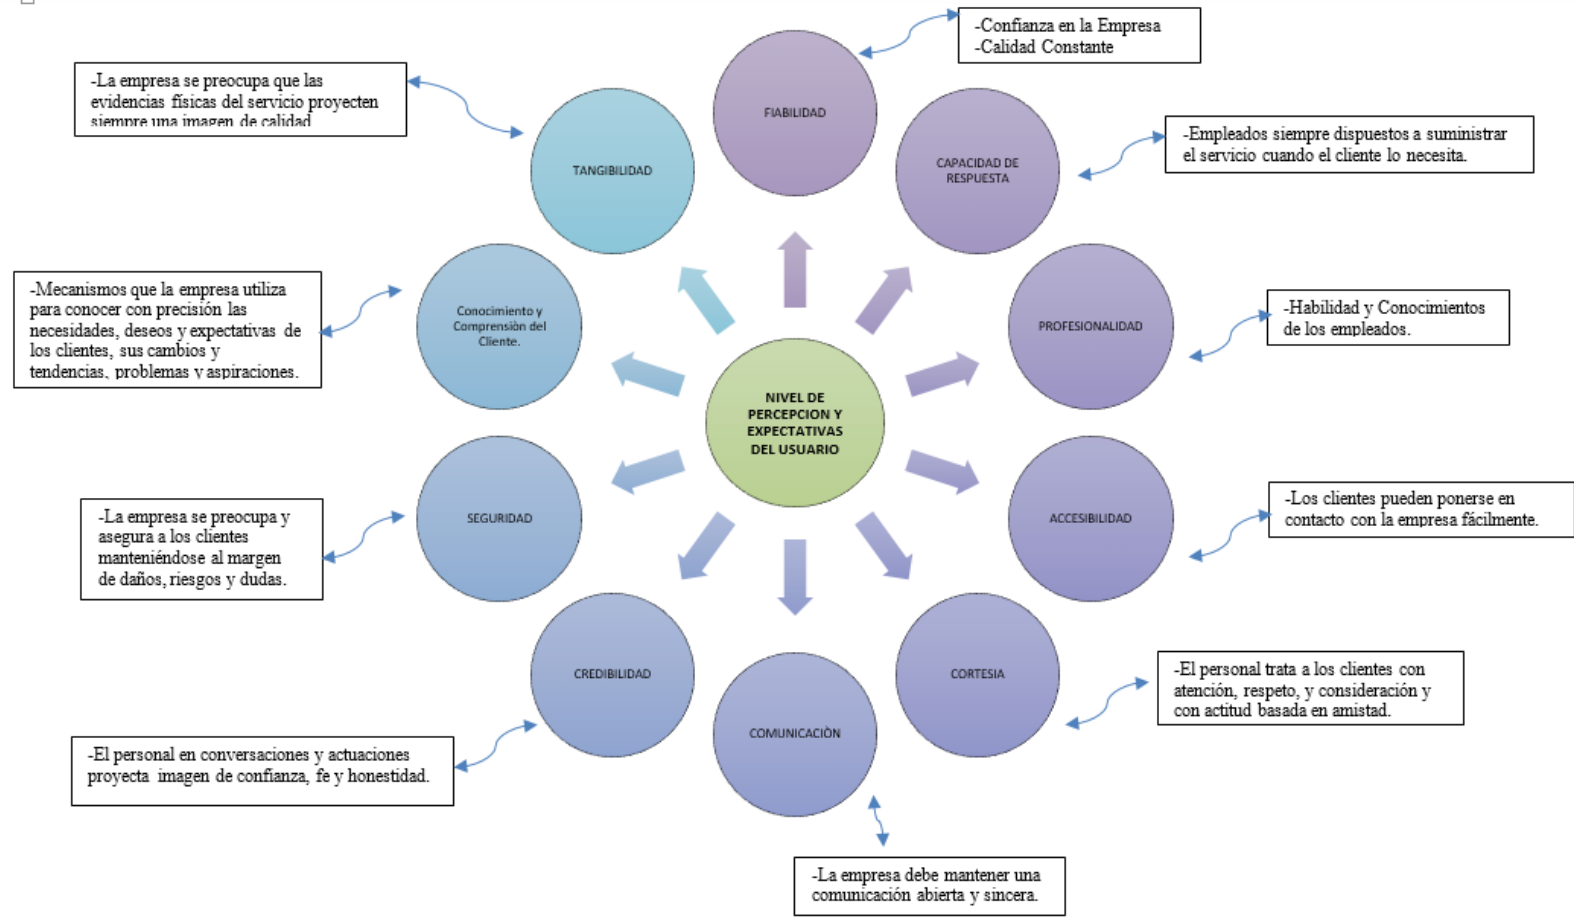 -Confianza en la Empresa
-Calidad Constante
FIABILIDAD
-La empresa se preocupa que las
evidencias físicas del servicio proyecten
siempre una imagen de calidad
TANGIBILIDAD
CAPACIDAD DE
RESPUESTA
-Empleados siempre dispuestos a suministrar
el servicio cuando el cliente lo necesita.
-Mecanismos que la empresa utiliza
para conocer con precisión las
necesidades, deseos y expectativas de
los clientes, sus cambios y
tendencias, problemas y aspiraciones.
Conocimiento y
Comprensiòn del
Cliente.
PROFESIONALIDAD
-Habilidad y Conocimientos
de los empleados.
NIVEL DE
PERCEPCION Y
EXPECTATIVAS
DEL USUARIO
-La empresa se preocupa y
asegura a los clientes
manteniéndose al margen
de daños, riesgos y dudas.
SEGURIDAD
ACCESIBILIDAD
-Los clientes pueden ponerse en
contacto con la empresa fácilmente.
CREDIBILIDAD
CORTESIA
-El personal trata a los clientes con
atención, respeto, y consideración y
con actitud basada en amistad.
COMUNICACIÒN
-El personal en conversaciones y actuaciones
proyecta imagen de confianza, fe y honestidad.
-La empresa debe mantener una
comunicación abierta y sincera.